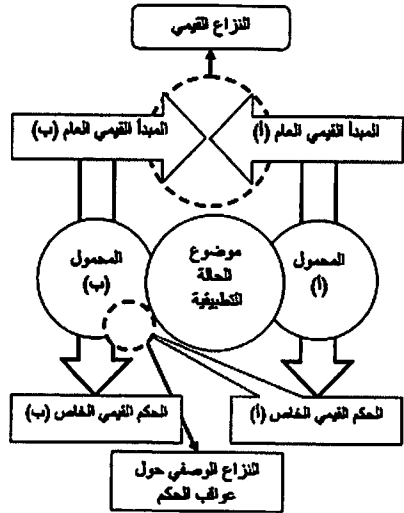 النزاع القيمي
المبدأ القيمي العام (أ)
المبدأ القيمي العام (ب)
المحمول
(أ)
موضوع
الحالة
التطبيقية
المحمول
(ب)
الحكم القيمي الخاص (أ)
الحكم القيمي الخاص (ب)
النزاع الوصفي حول
عواقب الحكم